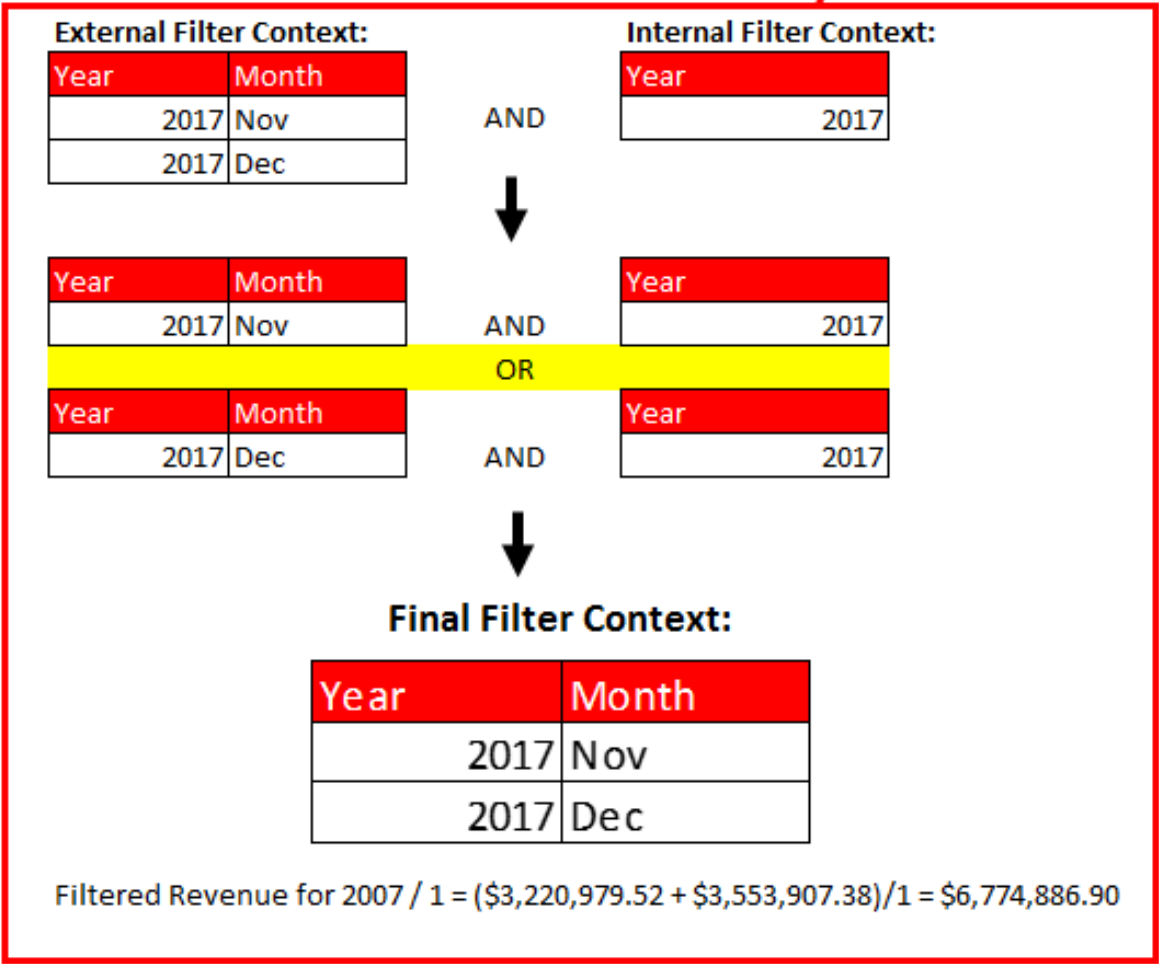 External Filter Context: Internal Filter Context:
Year Month Year
2017 Nov AND 2017
2017 Dec
Year Month Year
2017 Nov AND 2017
OR
Year Month Year
2017 Dec AND 2017
Final Filter Context:
Year Month
2017 Nov
2017 Dec
Filtered Revenue for 2007 / 1 = ($3,220,979.52 + $3,553,907.38)/1 = $6,774,886.90